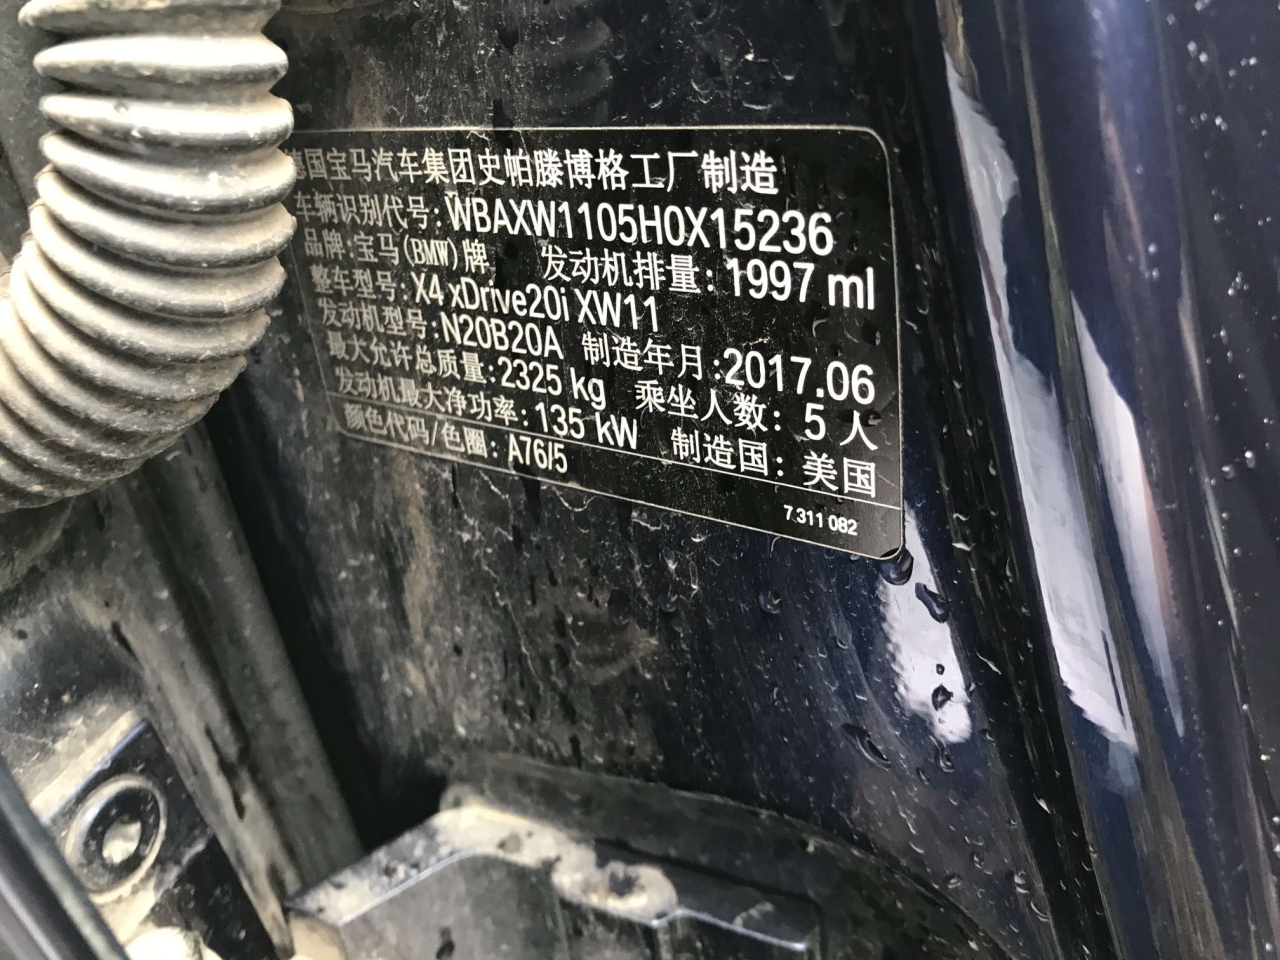 德国宝马汽车集团史帕滕博格工厂制造
车辆识别代号:WBAXW1105H0X15236
品牌:宝马(BMW)牌 发动机排量: 1997 ml
整车型号: X4 xDrive20i XW11
发动机型号: N20B20A 制造年月:2017.06
最大允许总质量:2325 kg 乘坐人数: 5 人
发动机最大净功率: 135 kW 制造国: 美国
颜色代码/色圈: A76/5
7 311 082